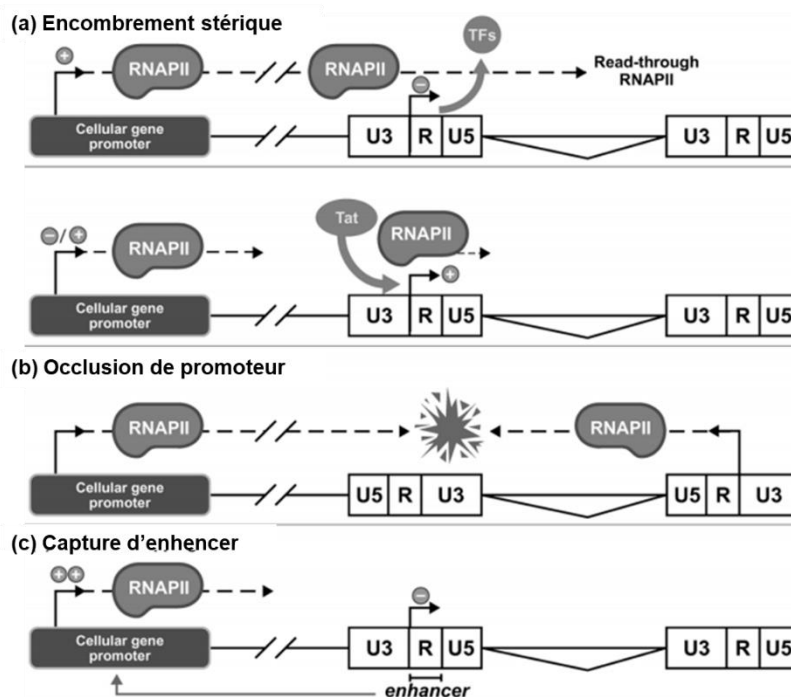 (a) Encombrement stérique
TFs
+
RNAPII
RNAPII
Read-through
RNAPII
−
Cellular gene
promoter
U3 R U5
U3 R U5
Tat
− / +
RNAPII
RNAPII
+
Cellular gene
promoter
U3 R U5
U3 R U5
(b) Occlusion de promoteur
RNAPII
RNAPII
Cellular gene
promoter
U5 R U3
U5 R U3
(c) Capture d'enhencer
++
RNAPII
−
Cellular gene
promoter
U3 R U5
U3 R U5
enhancer